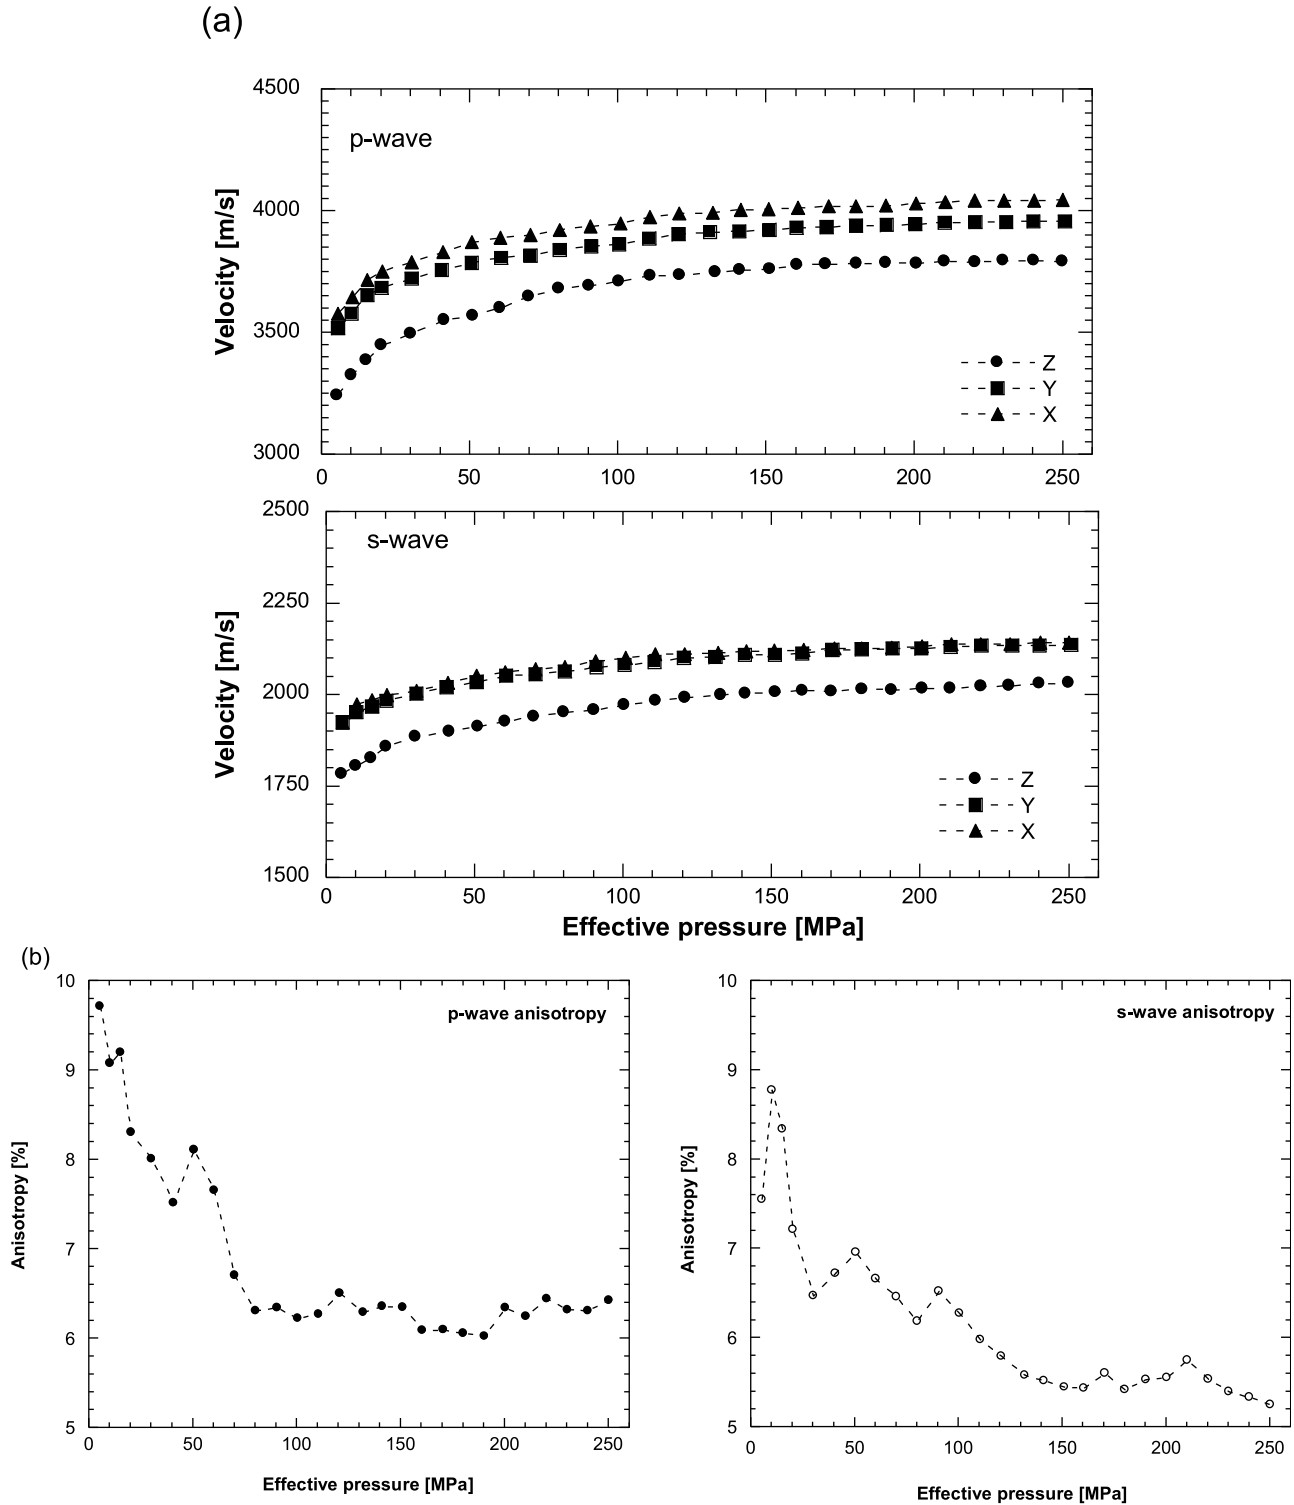 (a)
4500
p-wave
4000
Velocity [m/s]
3500
Z
Y
X
3000
0 50 100 150 200 250
2500
s-wave
2250
Velocity [m/s]
2000
1750
Z
Y
X
1500
0 50 100 150 200 250
Effective pressure [MPa]
(b)
10
p-wave anisotropy
9
8
Anisotropy [%]
7
6
5
0 50 100 150 200 250
Effective pressure [MPa]
10
s-wave anisotropy
9
8
Anisotropy [%]
7
6
5
0 50 100 150 200 250
Effective pressure [MPa]